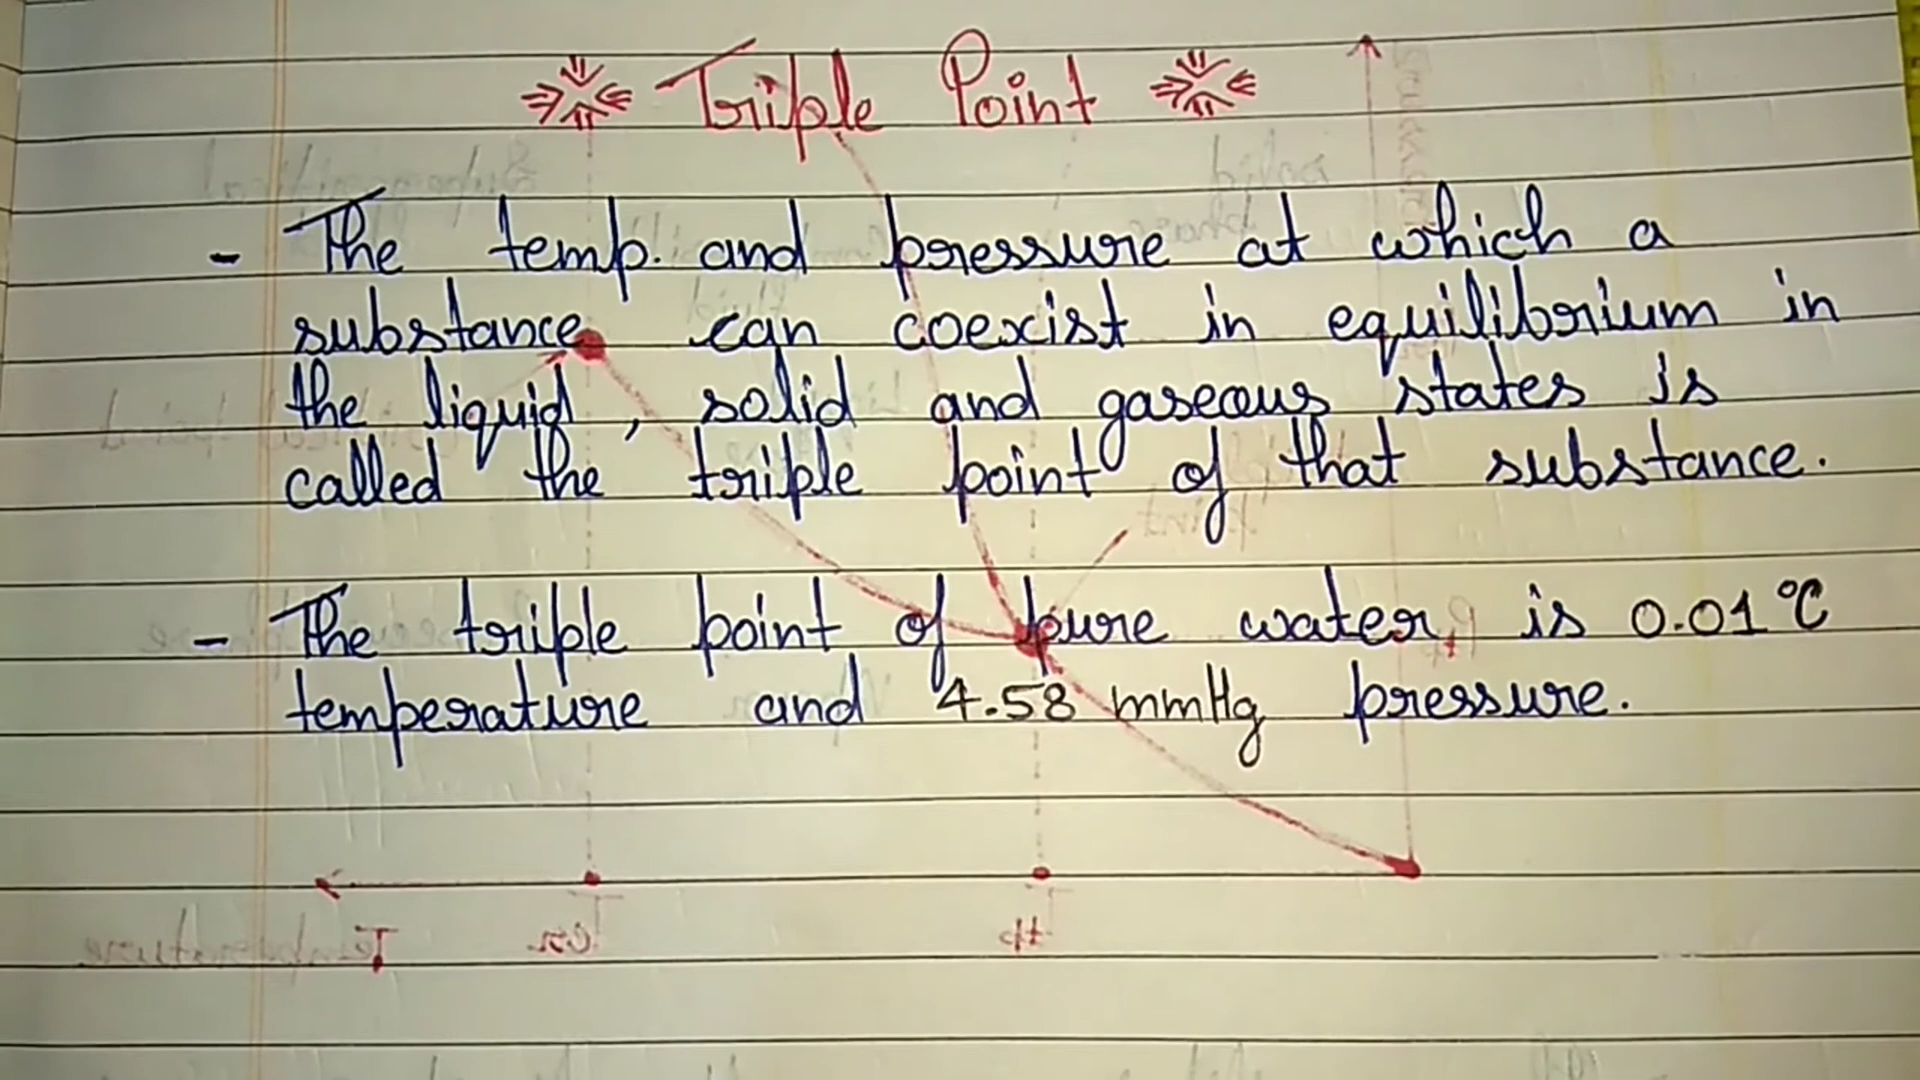 Triple Point
- The temp. and pressure at which a
substance can coexist in equilibrium in
the liquid, solid and gaseous states is
called the triple point of that substance.
- The triple point of pure water is 0.01°C
temperature and 4.58 mmHg pressure.